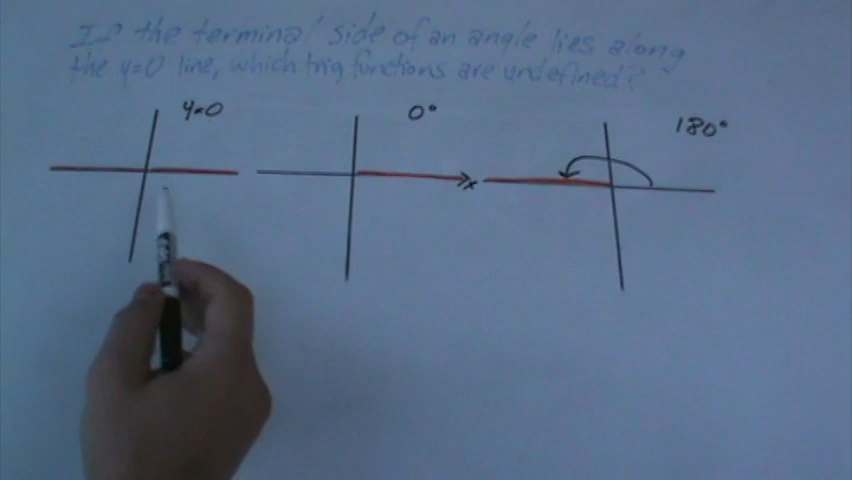 If the terminal side of an angle lies along
the y=0 line, which trig functions are undefined?
y=0
0°
180°
x